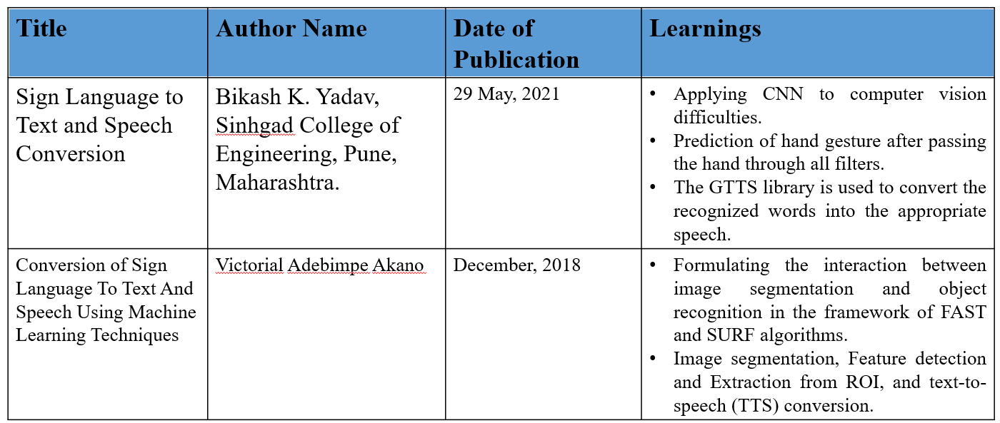 Title
Author Name
Date of
Publication
Learnings
Sign Language to
Text and Speech
Conversion
Bikash K. Yadav,
Sinhgad College of
Engineering, Pune,
Maharashtra.
29 May, 2021
• Applying CNN to computer vision
difficulties.
• Prediction of hand gesture after passing
the hand through all filters.
• The GTTS library is used to convert the
recognized words into the appropriate
speech.
Conversion of Sign
Language To Text And
Speech Using Machine
Learning Techniques
Victorial Adebimpe Akano
December, 2018
• Formulating the interaction between
image segmentation and object
recognition in the framework of FAST
and SURF algorithms.
• Image segmentation, Feature detection
and Extraction from ROI, and text-to-
speech (TTS) conversion.